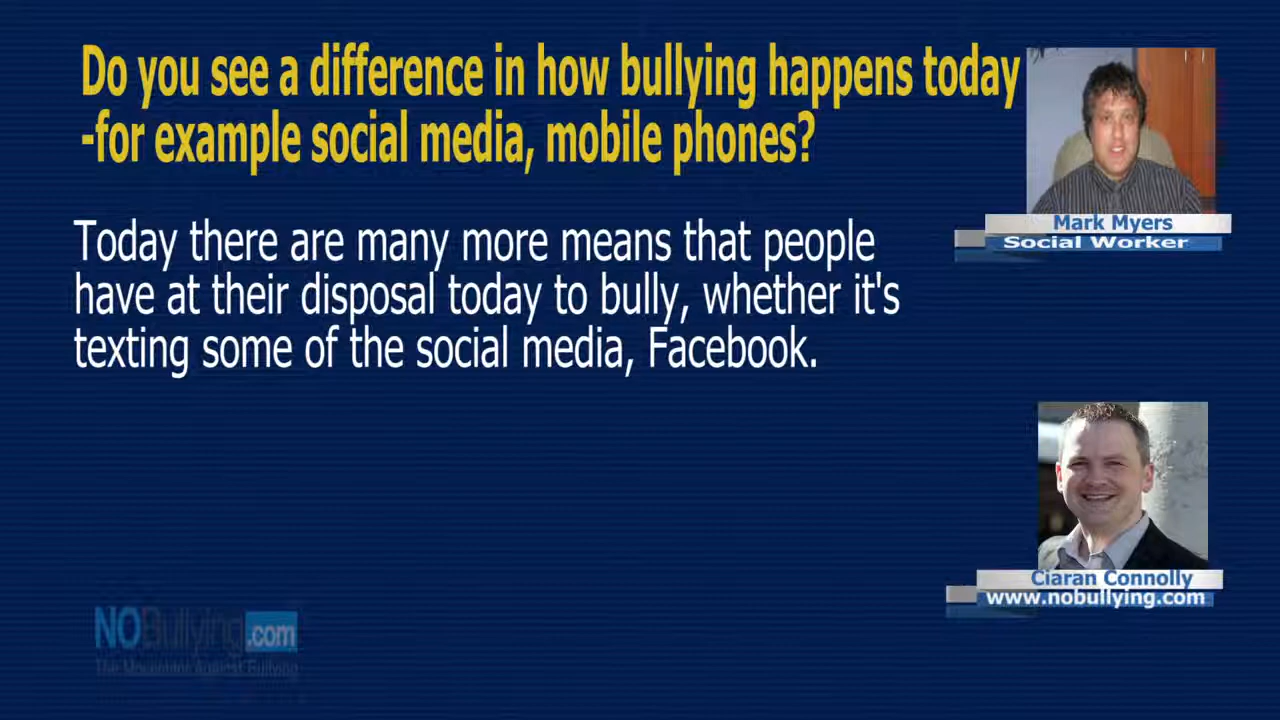 Do you see a difference in how bullying happens today
-for example social media, mobile phones?
Mark Myers
Social Worker
Today there are many more means that people
have at their disposal today to bully, whether it's
texting some of the social media, Facebook.
Ciaran Connolly
www.nobullying.com
NOBullying.com
Against Bullying